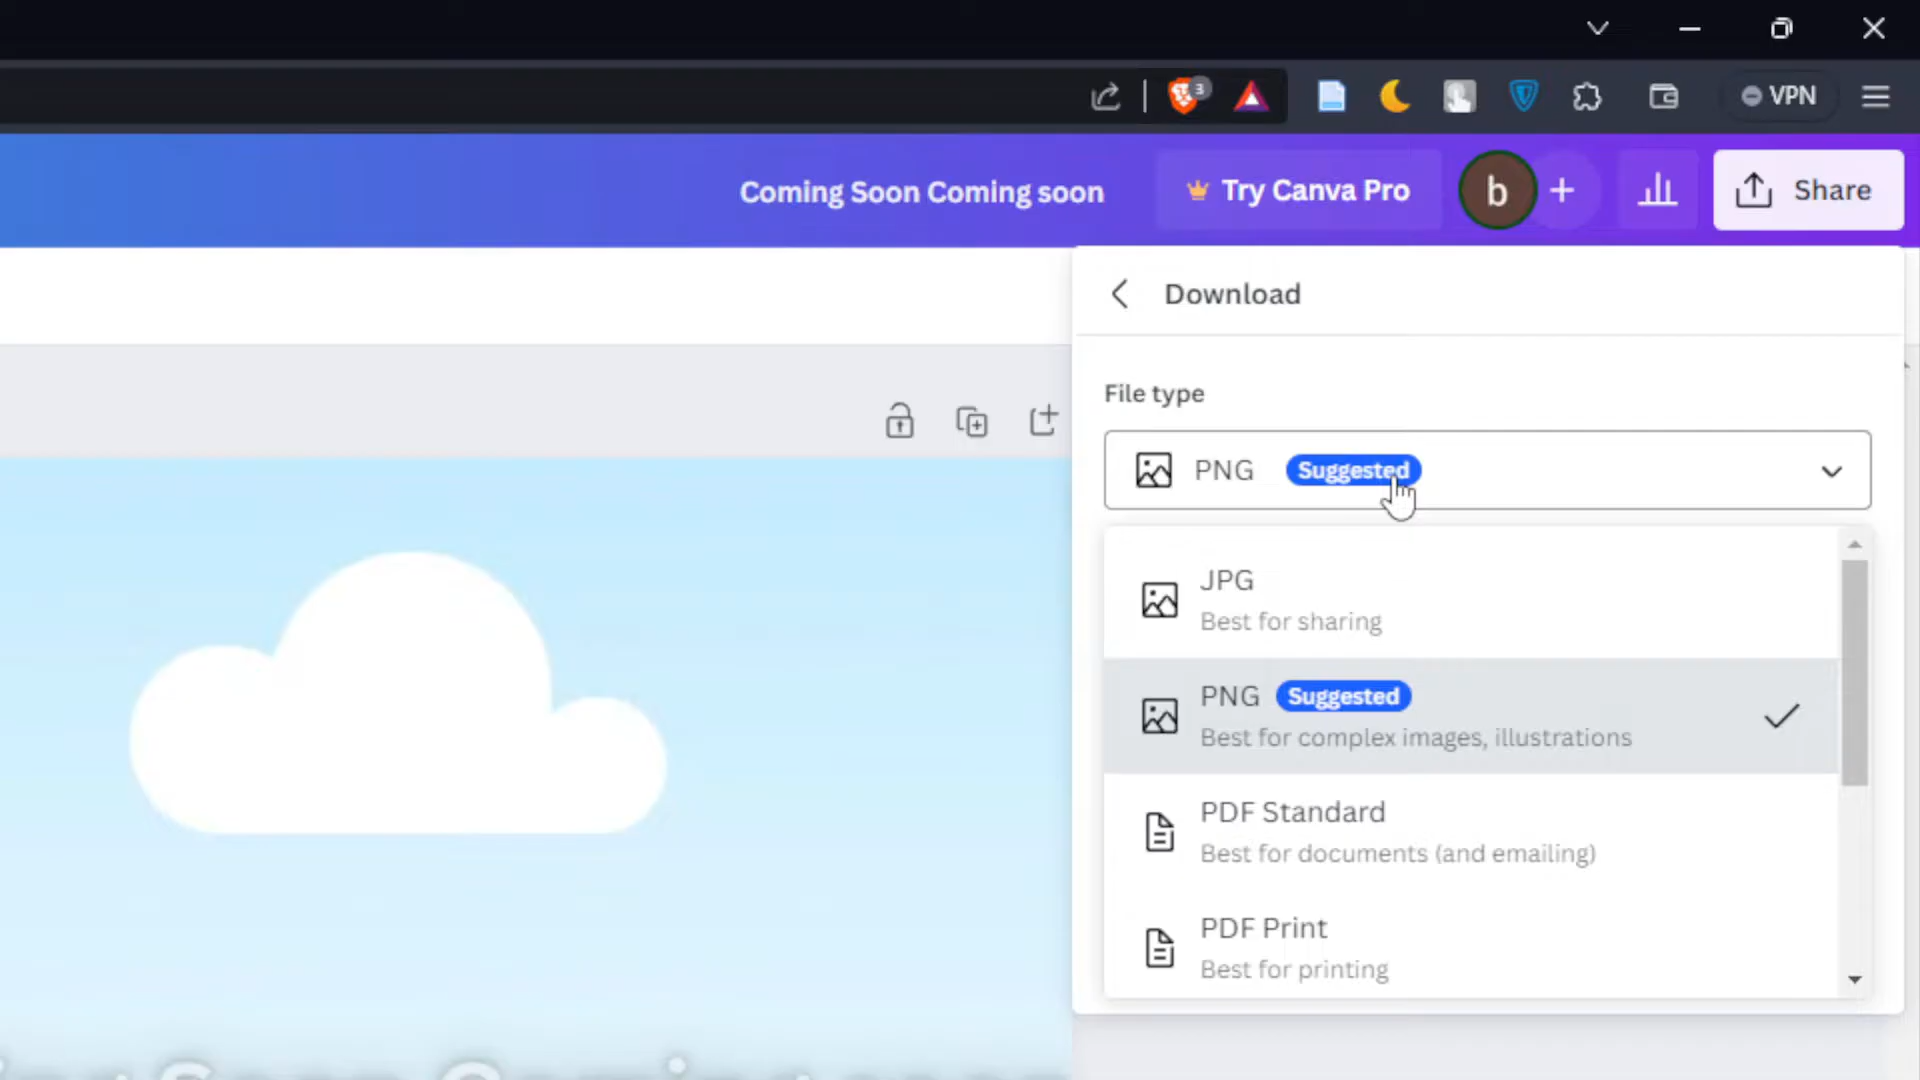 3
VPN
Coming Soon Coming soon
Try Canva Pro
b
Share
Download
File type
PNG Suggested
JPG
Best for sharing
PNG Suggested
Best for complex images, illustrations
PDF Standard
Best for documents (and emailing)
PDF Print
Best for printing